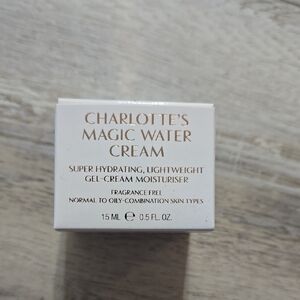 CHARLOTTE'S
MAGIC WATER
CREAM
SUPER HYDRATING, LIGHTWEIGHT
GEL-CREAM MOISTURISER
FRAGRANCE FREE
NORMAL TO OILY-COMBINATION SKIN TYPES
15 ML ℮ 0.5 FL. OZ.